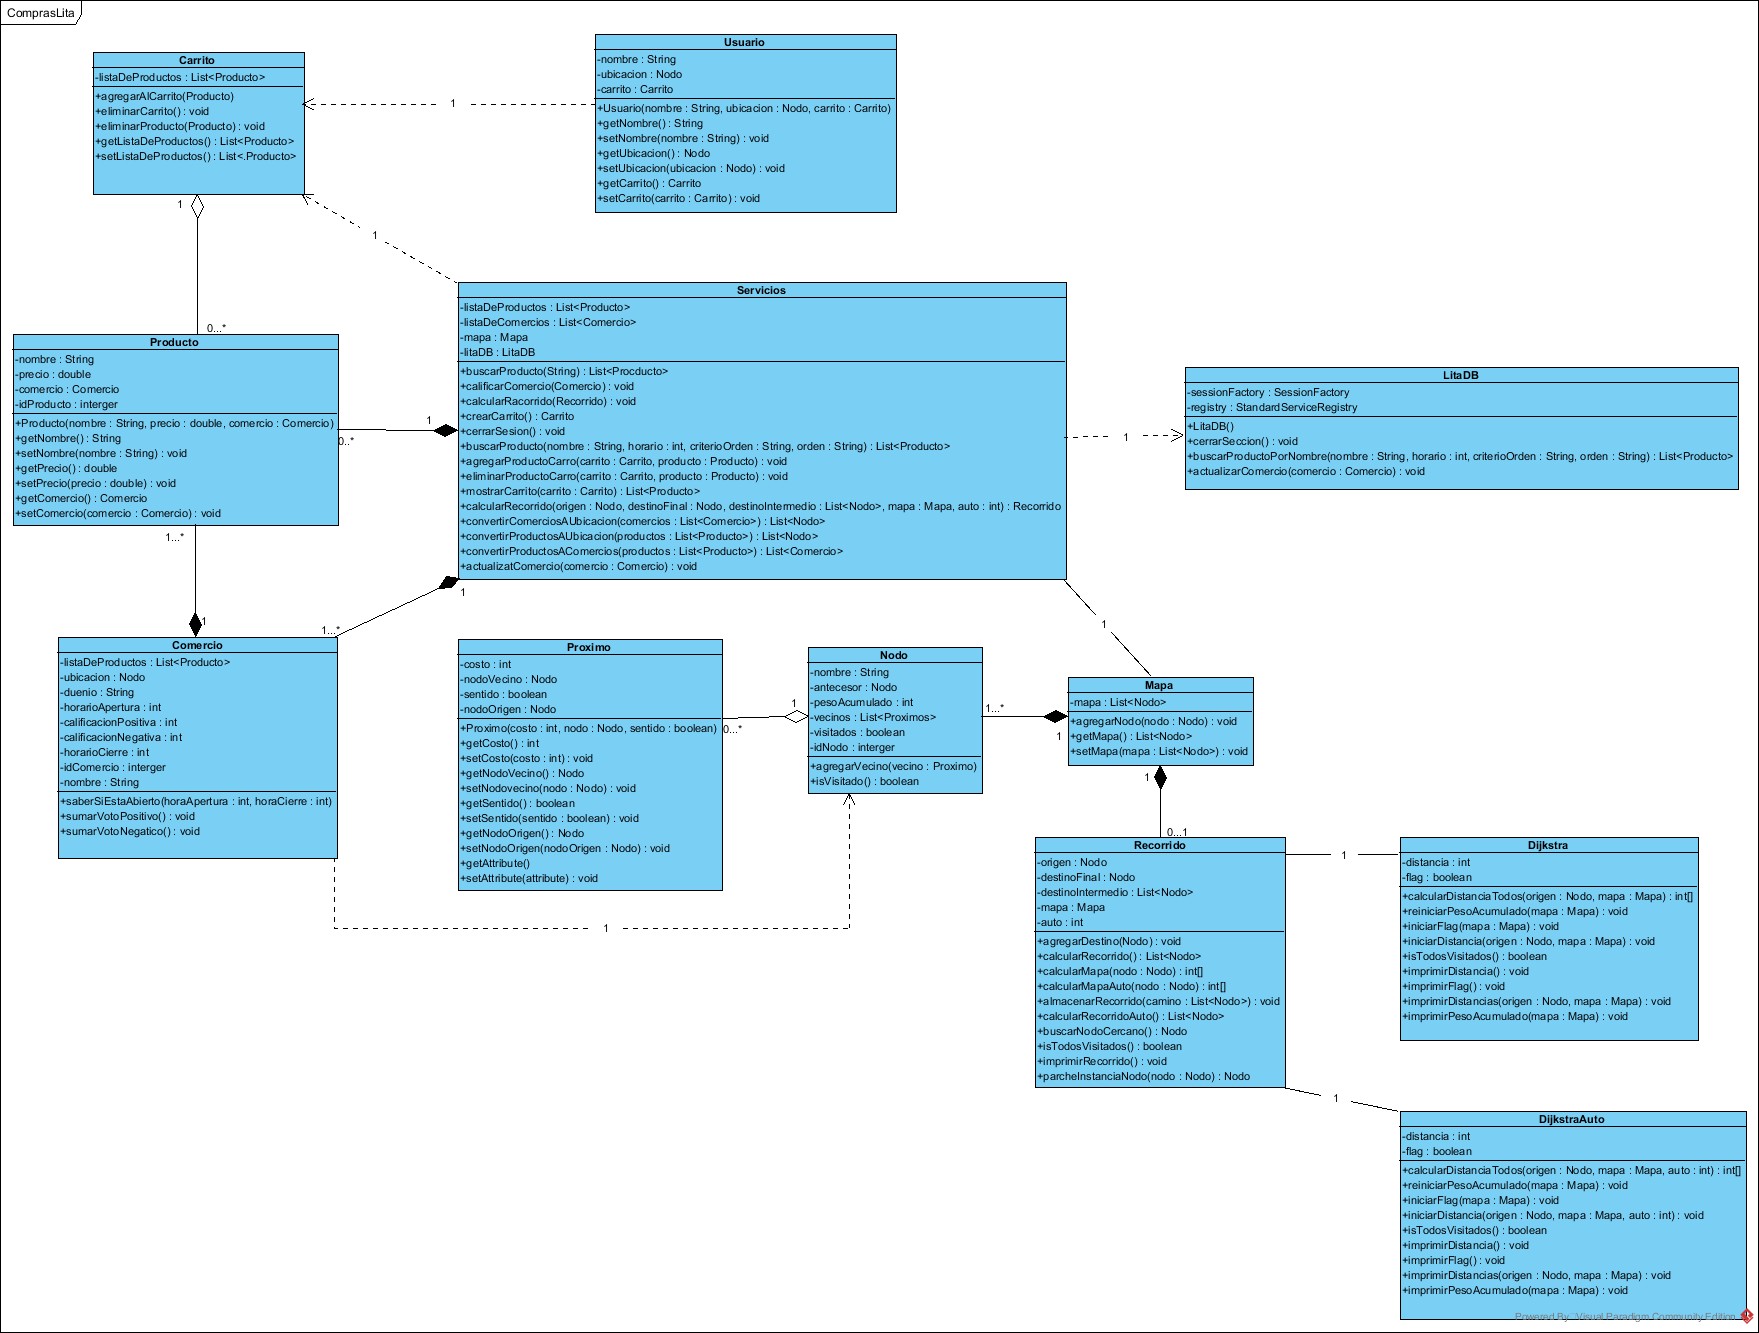 ComprasLita
Carrito
-listaDeProductos : List<Producto>
+agregarAlCarrito(Producto)
+eliminarCarrito() : void
+eliminarProducto(Producto) : void
+getListaDeProductos() : List<Producto>
+setListaDeProductos() : List<.Producto>
Usuario
-nombre : String
-ubicacion : Nodo
-carrito : Carrito
+Usuario(nombre : String, ubicacion : Nodo, carrito : Carrito)
+getNombre() : String
+setNombre(nombre : String) : void
+getUbicacion() : Nodo
+setUbicacion(ubicacion : Nodo) : void
+getCarrito() : Carrito
+setCarrito(carrito : Carrito) : void
1
1
1
0...*
Servicios
-listaDeProductos : List<Producto>
-listaDeComercios : List<Comercio>
-mapa : Mapa
-litaDB : LitaDB
+buscarProducto(String) : List<Procducto>
+calificarComercio(Comercio) : void
+calcularRacorrido(Recorrido) : void
+crearCarrito() : Carrito
+cerrarSesion() : void
+buscarProducto(nombre : String, horario : int, criterioOrden : String, orden : String) : List<Producto>
+agregarProductoCarro(carrito : Carrito, producto : Producto) : void
+eliminarProductoCarro(carrito : Carrito, producto : Producto) : void
+mostrarCarrito(carrito : Carrito) : List<Producto>
+calcularRecorrido(origen : Nodo, destinoFinal : Nodo, destinoIntermedio : List<Nodo>, mapa : Mapa, auto : int) : Recorrido
+convertirComerciosAUbicacion(comercios : List<Comercio>) : List<Nodo>
+convertirProductosAUbicacion(productos : List<Producto>) : List<Nodo>
+convertirProductosAComercios(productos : List<Producto>) : List<Comercio>
+actualizatComercio(comercio : Comercio) : void
Producto
-nombre : String
-precio : double
-comercio : Comercio
-idProducto : interger
+Producto(nombre : String, precio : double, comercio : Comercio)
+getNombre() : String
+setNombre(nombre : String) : void
+getPrecio() : double
+setPrecio(precio : double) : void
+getComercio() : Comercio
+setComercio(comercio : Comercio) : void
1
0..*
1
LitaDB
-sessionFactory : SessionFactory
-registry : StandardServiceRegistry
+LitaDB()
+cerrarSeccion() : void
+buscarProductoPorNombre(nombre : String, horario : int, criterioOrden : String, orden : String) : List<Producto>
+actualizarComercio(comercio : Comercio) : void
1...*
1
1
1...*
1
Comercio
-listaDeProductos : List<Producto>
-ubicacion : Nodo
-duenio : String
-horarioApertura : int
-calificacionPositiva : int
-calificacionNegativa : int
-horarioCierre : int
-idComercio : interger
-nombre : String
+saberSiEstaAbierto(horaApertura : int, horaCierre : int)
+sumarVotoPositivo() : void
+sumarVotoNegatico() : void
Proximo
-costo : int
-nodoVecino : Nodo
-sentido : boolean
-nodoOrigen : Nodo
+Proximo(costo : int, nodo : Nodo, sentido : boolean)
+getCosto() : int
+setCosto(costo : int) : void
+getNodoVecino() : Nodo
+setNodovecino(nodo : Nodo) : void
+getSentido() : boolean
+setSentido(sentido : boolean) : void
+getNodoOrigen() : Nodo
+setNodoOrigen(nodoOrigen : Nodo) : void
+getAttribute()
+setAttribute(attribute) : void
1
0...*
Nodo
-nombre : String
-antecesor : Nodo
-pesoAcumulado : int
-vecinos : List<Proximos>
-visitados : boolean
-idNodo : interger
+agregarVecino(vecino : Proximo)
+isVisitado() : boolean
1...*
1
Mapa
-mapa : List<Nodo>
+agregarNodo(nodo : Nodo) : void
+getMapa() : List<Nodo>
+setMapa(mapa : List<Nodo>) : void
1
0...1
1
Recorrido
-origen : Nodo
-destinoFinal : Nodo
-destinoIntermedio : List<Nodo>
-mapa : Mapa
-auto : int
+agregarDestino(Nodo) : void
+calcularRecorrido() : List<Nodo>
+calcularMapa(nodo : Nodo) : int[]
+calcularMapaAuto(nodo : Nodo) : int[]
+almacenarRecorrido(camino : List<Nodo>) : void
+calcularRecorridoAuto() : List<Nodo>
+buscarNodoCercano() : Nodo
+isTodosVisitados() : boolean
+imprimirRecorrido() : void
+parcheInstanciaNodo(nodo : Nodo) : Nodo
1
Dijkstra
-distancia : int
-flag : boolean
+calcularDistanciaTodos(origen : Nodo, mapa : Mapa) : int[]
+reiniciarPesoAcumulado(mapa : Mapa) : void
+iniciarFlag(mapa : Mapa) : void
+iniciarDistancia(origen : Nodo, mapa : Mapa) : void
+isTodosVisitados() : boolean
+imprimirDistancia() : void
+imprimirFlag() : void
+imprimirDistancias(origen : Nodo, mapa : Mapa) : void
+imprimirPesoAcumulado(mapa : Mapa) : void
1
DijkstraAuto
-distancia : int
-flag : boolean
+calcularDistanciaTodos(origen : Nodo, mapa : Mapa, auto : int) : int[]
+reiniciarPesoAcumulado(mapa : Mapa) : void
+iniciarFlag(mapa : Mapa) : void
+iniciarDistancia(origen : Nodo, mapa : Mapa, auto : int) : void
+isTodosVisitados() : boolean
+imprimirDistancia() : void
+imprimirFlag() : void
+imprimirDistancias(origen : Nodo, mapa : Mapa) : void
+imprimirPesoAcumulado(mapa : Mapa) : void
Powered By Visual Paradigm Community Edition